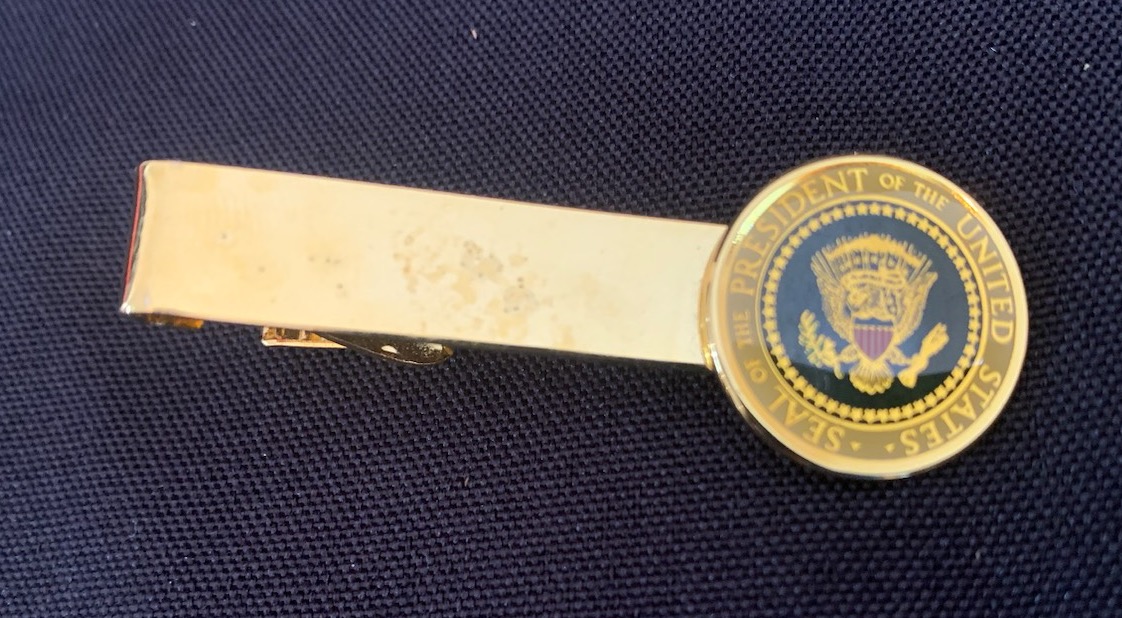 SEAL OF THE PRESIDENT OF THE UNITED STATES